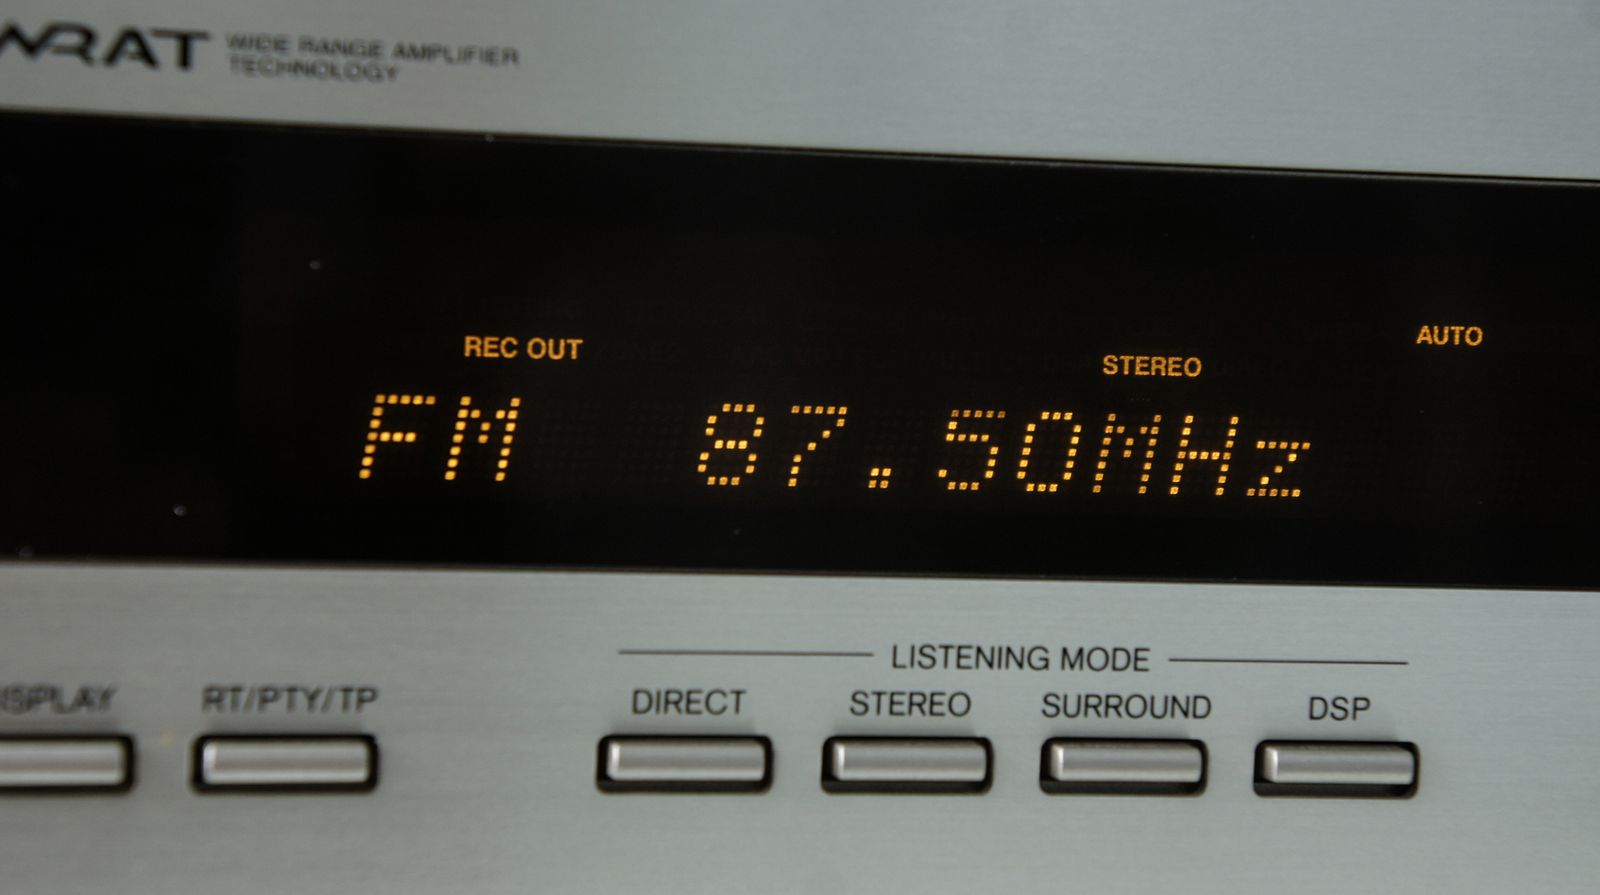 WRAT WIDE RANGE AMPLIFIER
TECHNOLOGY
AUTO
REC OUT STEREO
FM 87.50MHz
LISTENING MODE
ISPLAY RT/PTY/TP DIRECT STEREO SURROUND DSP